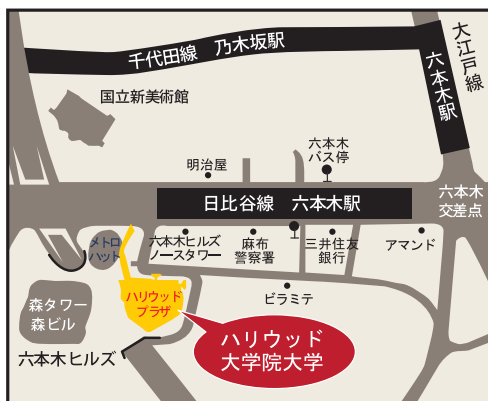 千代田線 乃木坂駅
大江戸線
六本木駅
国立新美術館
六本木
バス停
明治屋
日比谷線 六本木駅
六本木
交差点
メトロ
ハット
六本木ヒルズ
ノースタワー
麻布
警察署
三井住友
銀行
アマンド
ハリウッド
プラザ
ピラミテ
森タワー
森ビル
ハリウッド
大学院大学
六本木ヒルズ